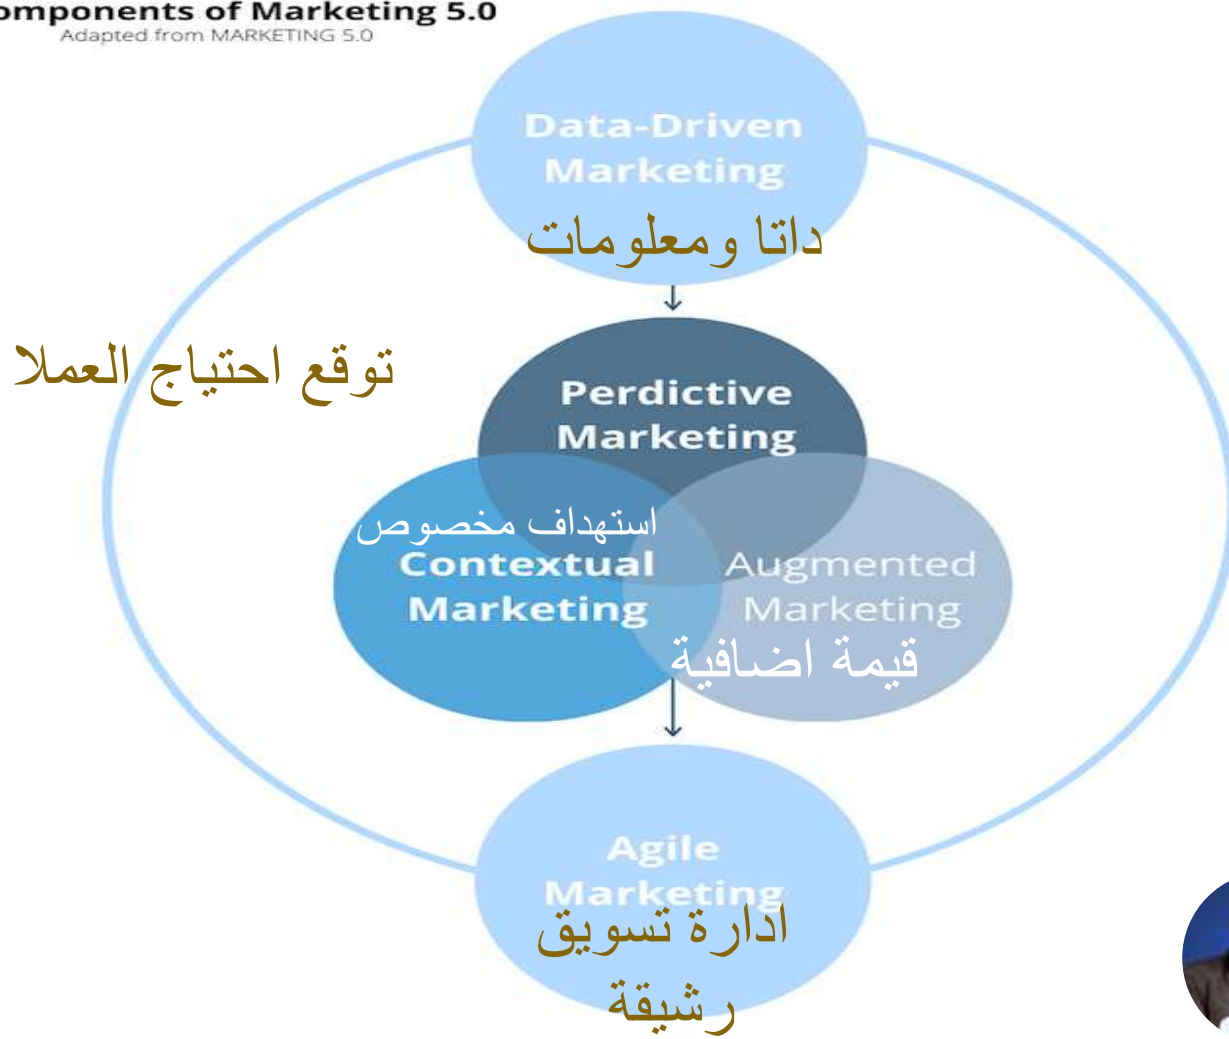 omponents of Marketing 5.0
Adapted from MARKETING 5.0
Data-Driven
Marketing
داتا ومعلومات
توقع احتياج العملا
Perdictive
Marketing
استهداف مخصوص
Contextual
Marketing
Augmented
Marketing
قيمة اضافية
Agile
Marketing
ادارة تسويق
رشيقة